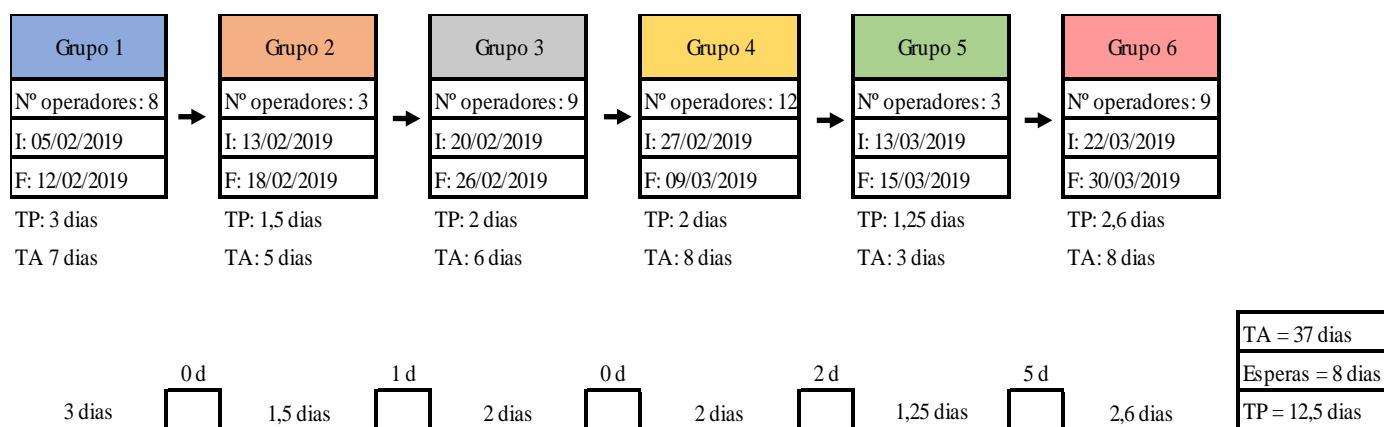 Grupo 1
Nº operadores: 8
I: 05/02/2019
F: 12/02/2019
TP: 3 dias
TA 7 dias
Grupo 2
Nº operadores: 3
I: 13/02/2019
F: 18/02/2019
TP: 1,5 dias
TA: 5 dias
Grupo 3
Nº operadores: 9
I: 20/02/2019
F: 26/02/2019
TP: 2 dias
TA: 6 dias
Grupo 4
Nº operadores: 12
I: 27/02/2019
F: 09/03/2019
TP: 2 dias
TA: 8 dias
Grupo 5
Nº operadores: 3
I: 13/03/2019
F: 15/03/2019
TP: 1,25 dias
TA: 3 dias
Grupo 6
Nº operadores: 9
I: 22/03/2019
F: 30/03/2019
TP: 2,6 dias
TA: 8 dias
3 dias
0 d
1,5 dias
1 d
2 dias
0 d
2 dias
2 d
1,25 dias
5 d
2,6 dias
TA = 37 dias
Esperas = 8 dias
TP = 12,5 dias